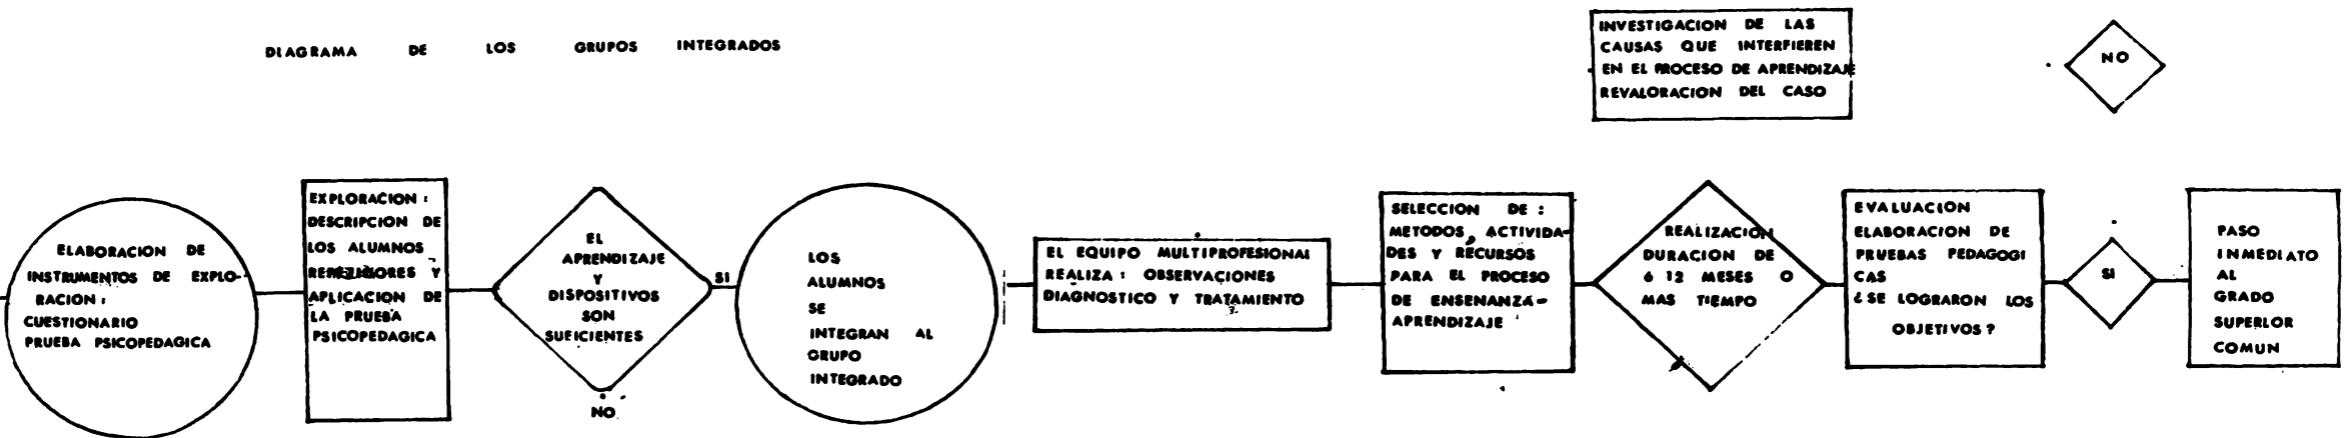 DIAGRAMA DE LOS GRUPOS INTEGRADOS
INVESTIGACION DE LAS
CAUSAS QUE INTERFIEREN
EN EL PROCESO DE APRENDIZAJE
REVALORACION DEL CASO
NO
ELABORACION DE
INSTRUMENTOS DE EXPLO-
RACION :
CUESTIONARIO
PRUEBA PSICOPEDAGICA
EXPLORACION :
DESCRIPCION DE
LOS ALUMNOS
Y
APLICACION DE
LA PRUEBA
PSICOPEDAGICA
EL
APRENDIZAJE
Y
DISPOSITIVOS
SON
SUFICIENTES
NO
SI
LOS
ALUMNOS
SE
INTEGRAN AL
GRUPO
INTEGRADO
EL EQUIPO MULTIPROFESIONAL
REALIZA : OBSERVACIONES
DIAGNOSTICO Y TRATAMIENTO
SELECCION DE :
METODOS, ACTIVIDA-
DES Y RECURSOS
PARA EL PROCESO
DE ENSENANZA-
APRENDIZAJE
REALIZACION
DURACION DE
6 12 MESES O
MAS TIEMPO
EVALUACION
ELABORACION DE
PRUEBAS PEDAGOGI
CAS
¿ SE LOGRARON LOS
OBJETIVOS ?
SI
PASO
INMEDIATO
AL
GRADO
SUPERIOR
COMUN